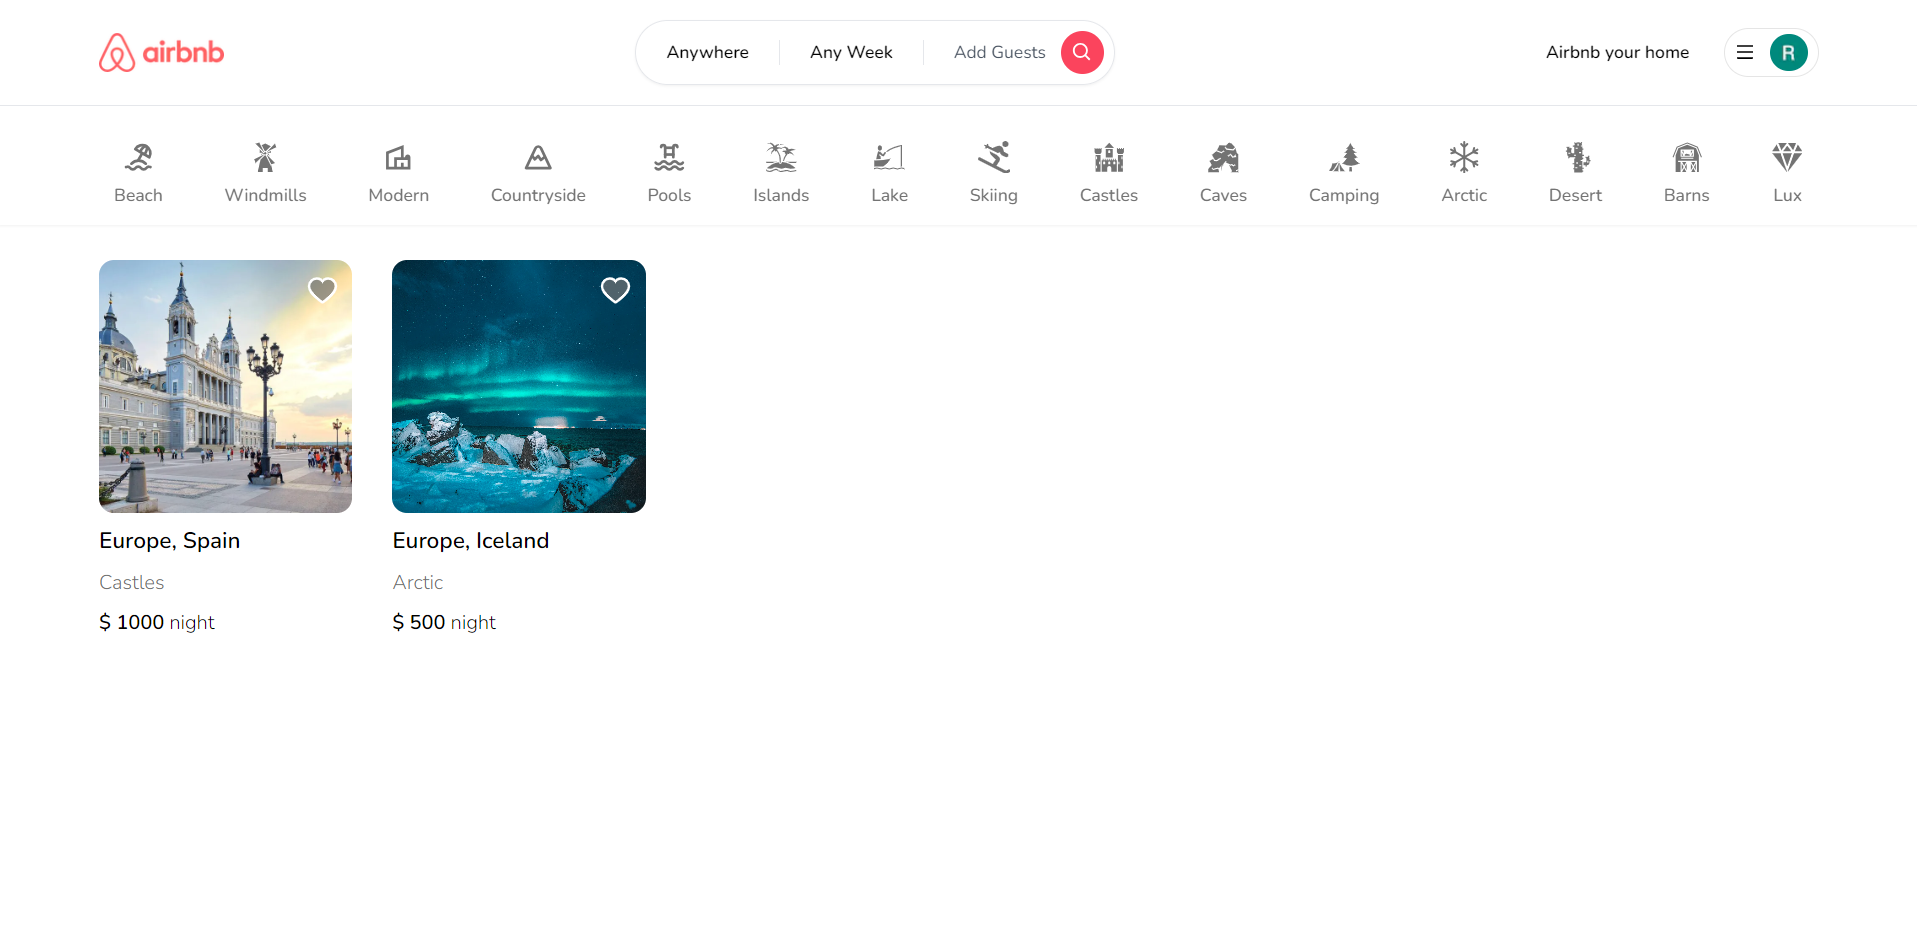 airbnb
Anywhere
Any Week
Add Guests
Airbnb your home
R
Beach
Windmills
Modern
Countryside
Pools
Islands
Lake
Skiing
Castles
Caves
Camping
Arctic
Desert
Barns
Lux
Europe, Spain
Castles
$ 1000 night
Europe, Iceland
Arctic
$ 500 night